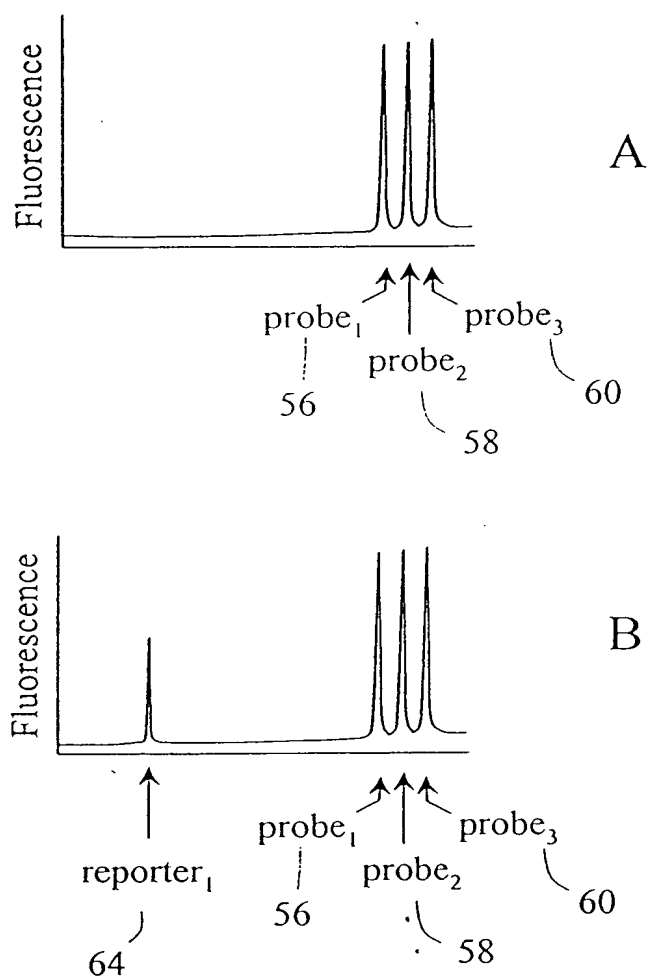 Fluorescence
A
probe₁ probe₃
probe₂
56 60
58
Fluorescence
B
probe₁ probe₃
reporter₁ probe₂
56 60
64 58